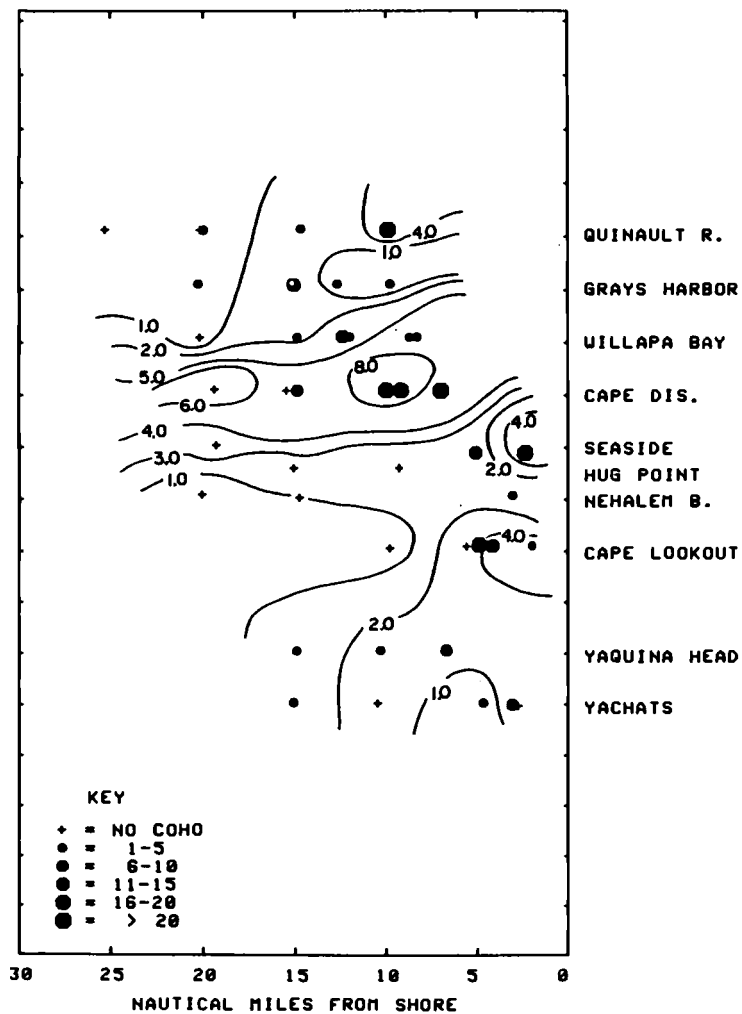 4.0
QUINAULT R.
1.0
GRAYS HARBOR
1.0
2.0
WILLAPA BAY
5.0
8.0
CAPE DIS.
6.0
4.0
4.0
SEASIDE
3.0
2.0
HUG POINT
1.0
NEHALEM B.
4.0
CAPE LOOKOUT
2.0
YAQUINA HEAD
1.0
YACHATS
KEY
+ = NO COHO
● = 1-5
● = 6-10
● = 11-15
● = 16-20
● = > 20
30 25 20 15 10 5 0
NAUTICAL MILES FROM SHORE